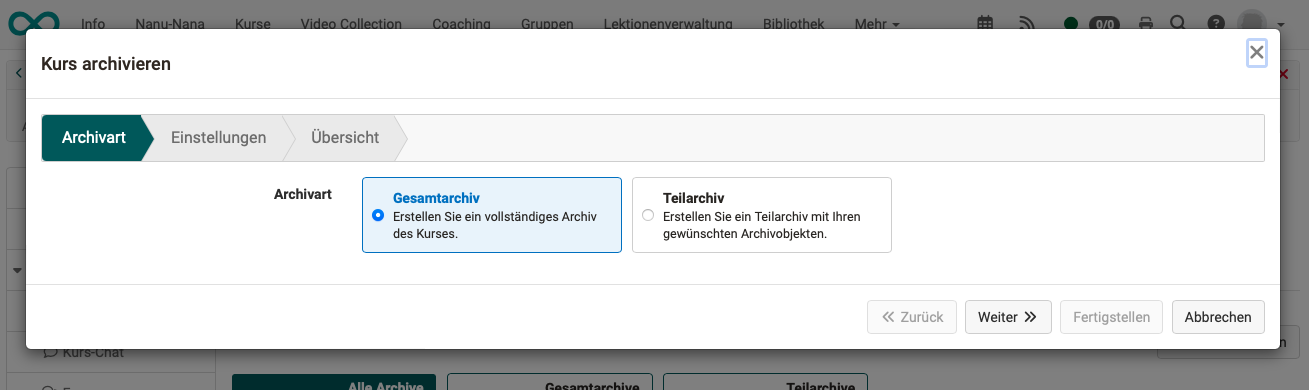 Info Nanu-Nana Kurse Video Collection Coaching Gruppen Lektionenverwaltung Bibliothek Mehr 0/0
Kurs archivieren
Archivart Einstellungen Übersicht
Archivart
Gesamtarchiv
Erstellen Sie ein vollständiges Archiv
des Kurses.
Teilarchiv
Erstellen Sie ein Teilarchiv mit Ihren
gewünschten Archivobjekten.
Zurück Weiter Fertigstellen Abbrechen
Kurs-Chat
Alle Archive Gesamtarchive Teilarchive